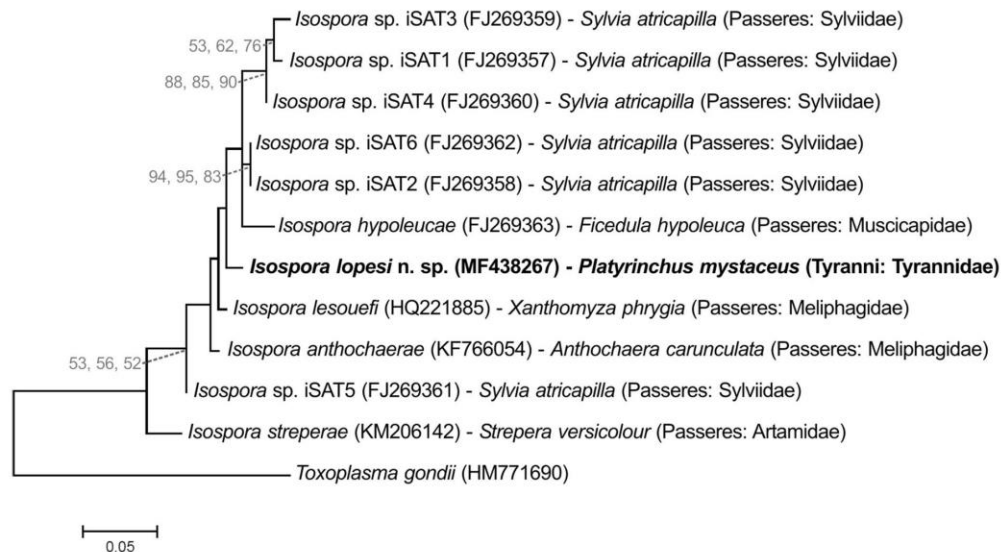 Isospora sp. iSAT3 (FJ269359) - Sylvia atricapilla (Passeres: Sylviidae)
53, 62, 76
Isospora sp. iSAT1 (FJ269357) - Sylvia atricapilla (Passeres: Sylviidae)
88, 85, 90
Isospora sp. iSAT4 (FJ269360) - Sylvia atricapilla (Passeres: Sylviidae)
Isospora sp. iSAT6 (FJ269362) - Sylvia atricapilla (Passeres: Sylviidae)
94, 95, 83
Isospora sp. iSAT2 (FJ269358) - Sylvia atricapilla (Passeres: Sylviidae)
Isospora hypoleucae (FJ269363) - Ficedula hypoleuca (Passeres: Muscicapidae)
Isospora lopesi n. sp. (MF438267) - Platyrinchus mystaceus (Tyranni: Tyrannidae)
Isospora lesouefi (HQ221885) - Xanthomyza phrygia (Passeres: Meliphagidae)
Isospora anthochaerae (KF766054) - Anthochaera carunculata (Passeres: Meliphagidae)
53, 56, 52
Isospora sp. iSAT5 (FJ269361) - Sylvia atricapilla (Passeres: Sylviidae)
Isospora streperae (KM206142) - Strepera versicolour (Passeres: Artamidae)
Toxoplasma gondii (HM771690)
0.05